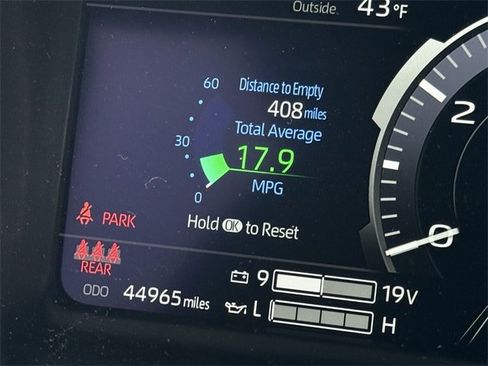 Outside 43°F
60
Distance to Empty
408 miles
Total Average
30
17.9
MPG
0
Hold OK to Reset
PARK
REAR
ODO 44965 miles
9 19V
L H
2
0